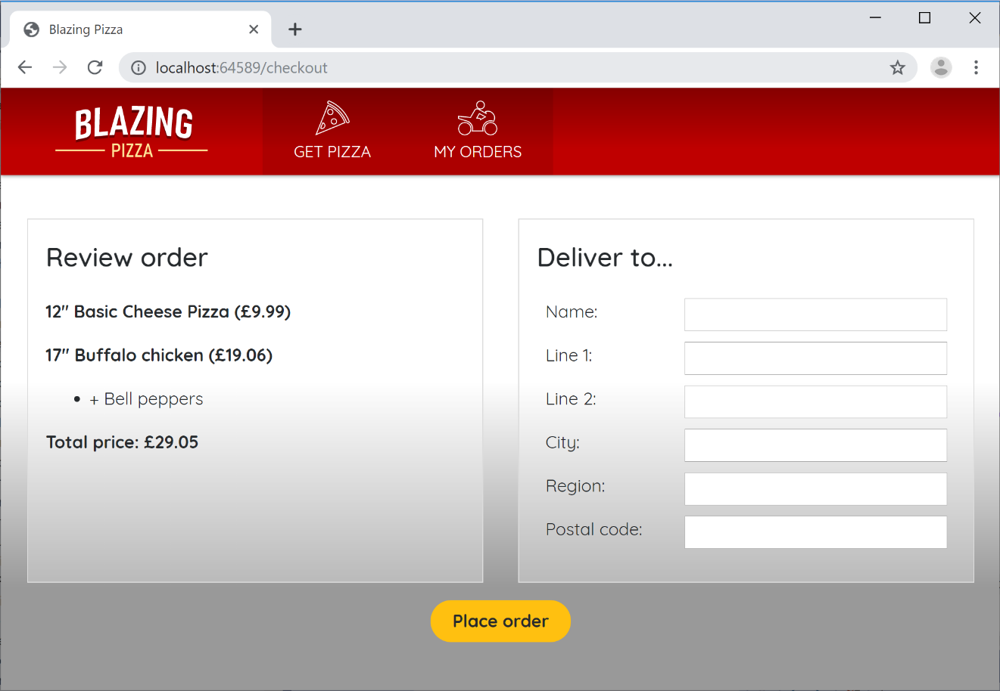 Blazing Pizza
localhost:64589/checkout
BLAZING
PIZZA
GET PIZZA
MY ORDERS
Review order
12" Basic Cheese Pizza (£9.99)
17" Buffalo chicken (£19.06)
+ Bell peppers
Total price: £29.05
Deliver to...
Name:
Line 1:
Line 2:
City:
Region:
Postal code:
Place order